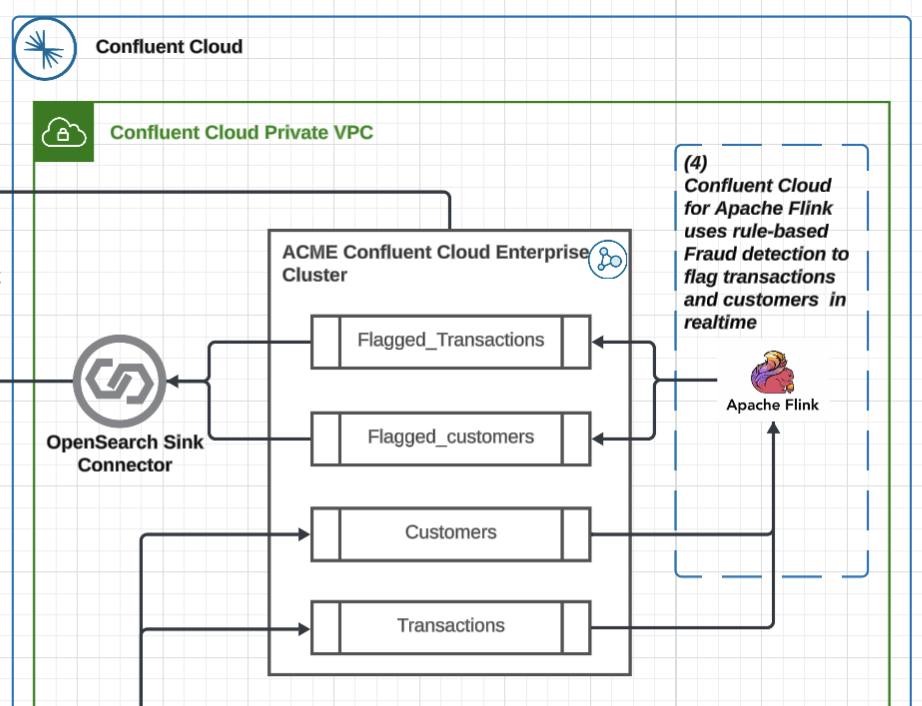 Confluent Cloud
Confluent Cloud Private VPC
(4)
Confluent Cloud
for Apache Flink
uses rule-based
Fraud detection to
flag transactions
and customers  in
realtime
ACME Confluent Cloud Enterprise
Cluster
Flagged_Transactions
Apache Flink
Flagged_customers
OpenSearch Sink
Connector
Customers
Transactions